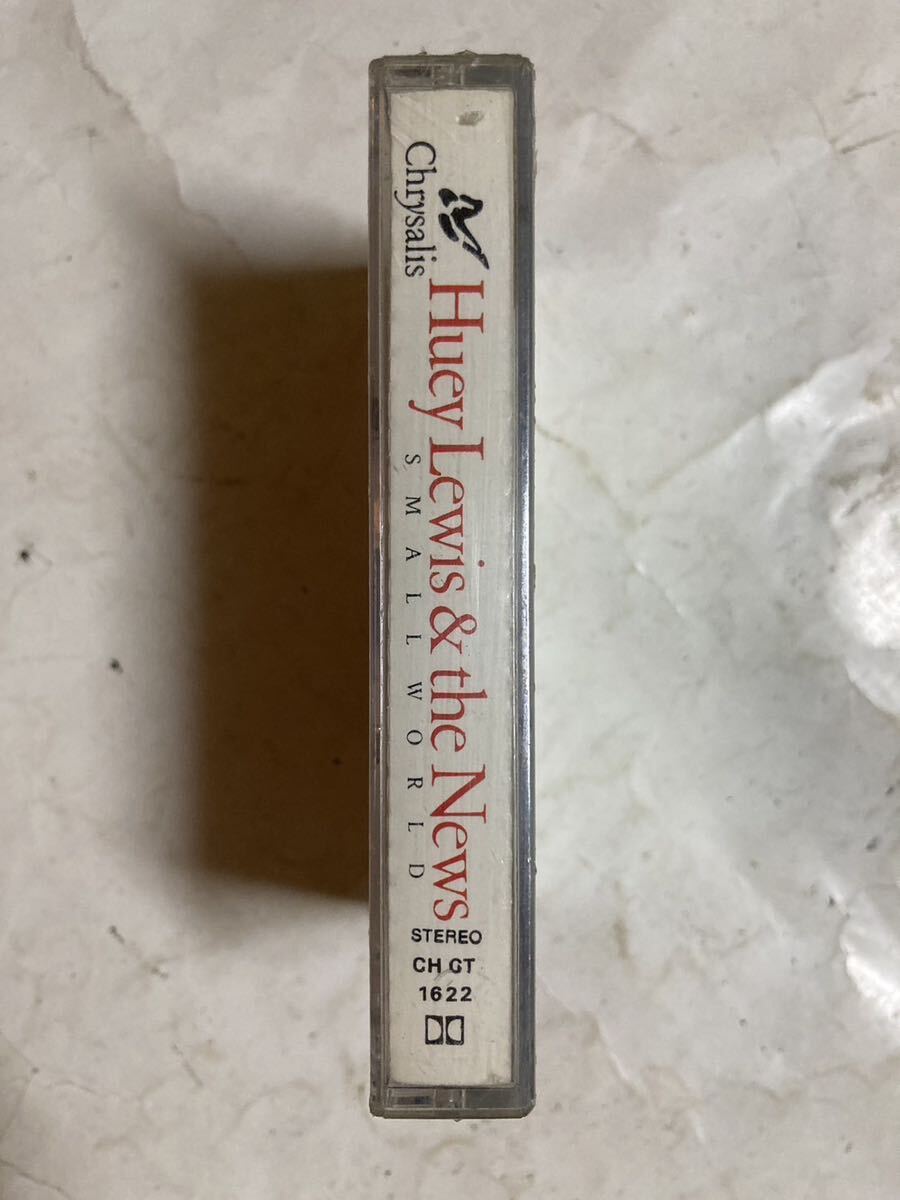 Chrysalis
Huey Lewis & the News
SMALL WORLD
STEREO
CH CT
1622